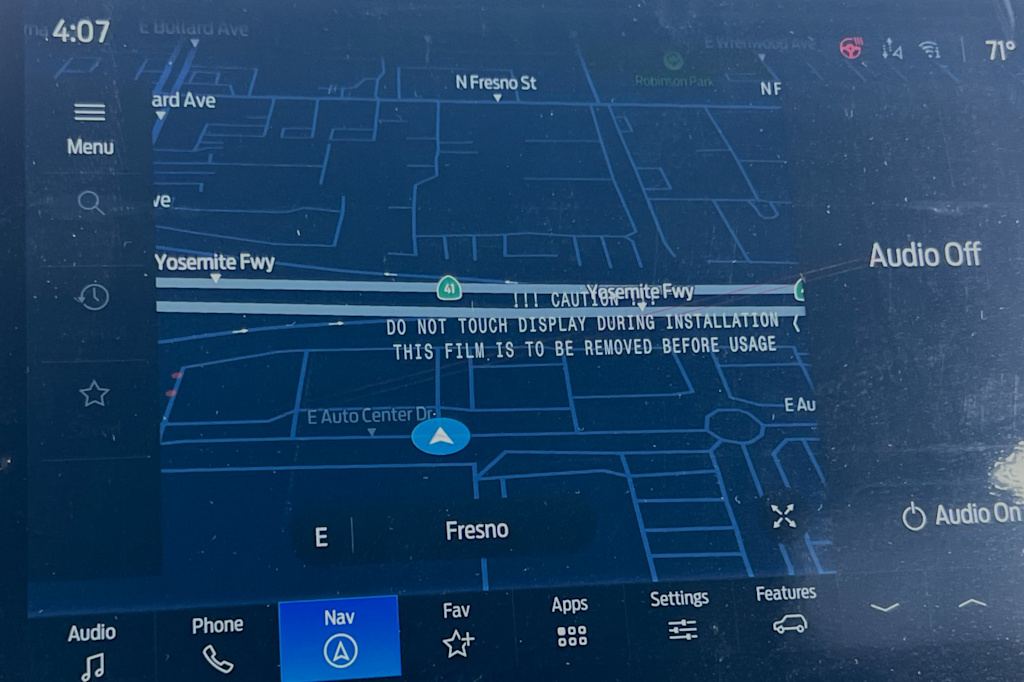 4:07
E Bullard Ave
E Wrenwood Ave
71°
N Fresno St
Robinson Park
N F
ard Ave
Menu
ve
Yosemite Fwy
Audio Off
41
Yosemite Fwy
!!! CAUTION !!!
DO NOT TOUCH DISPLAY DURING INSTALLATION
THIS FILM IS TO BE REMOVED BEFORE USAGE
E Auto Center Dr
E Au
E
Fresno
Audio On
Audio
Phone
Nav
Fav
Apps
Settings
Features